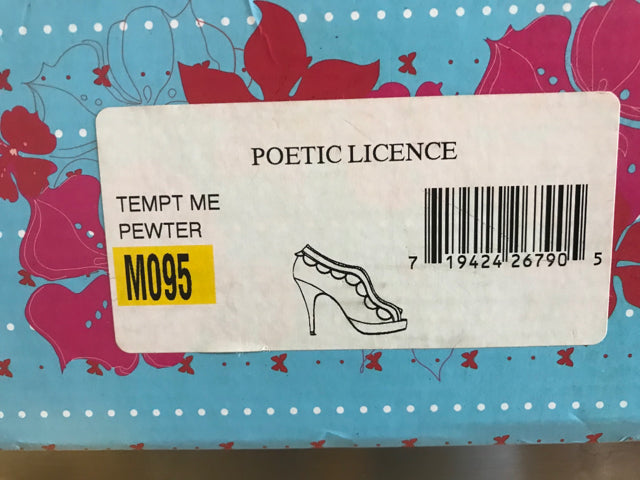 POETIC LICENCE
TEMPT ME
PEWTER
M095
7 19424 26790 5